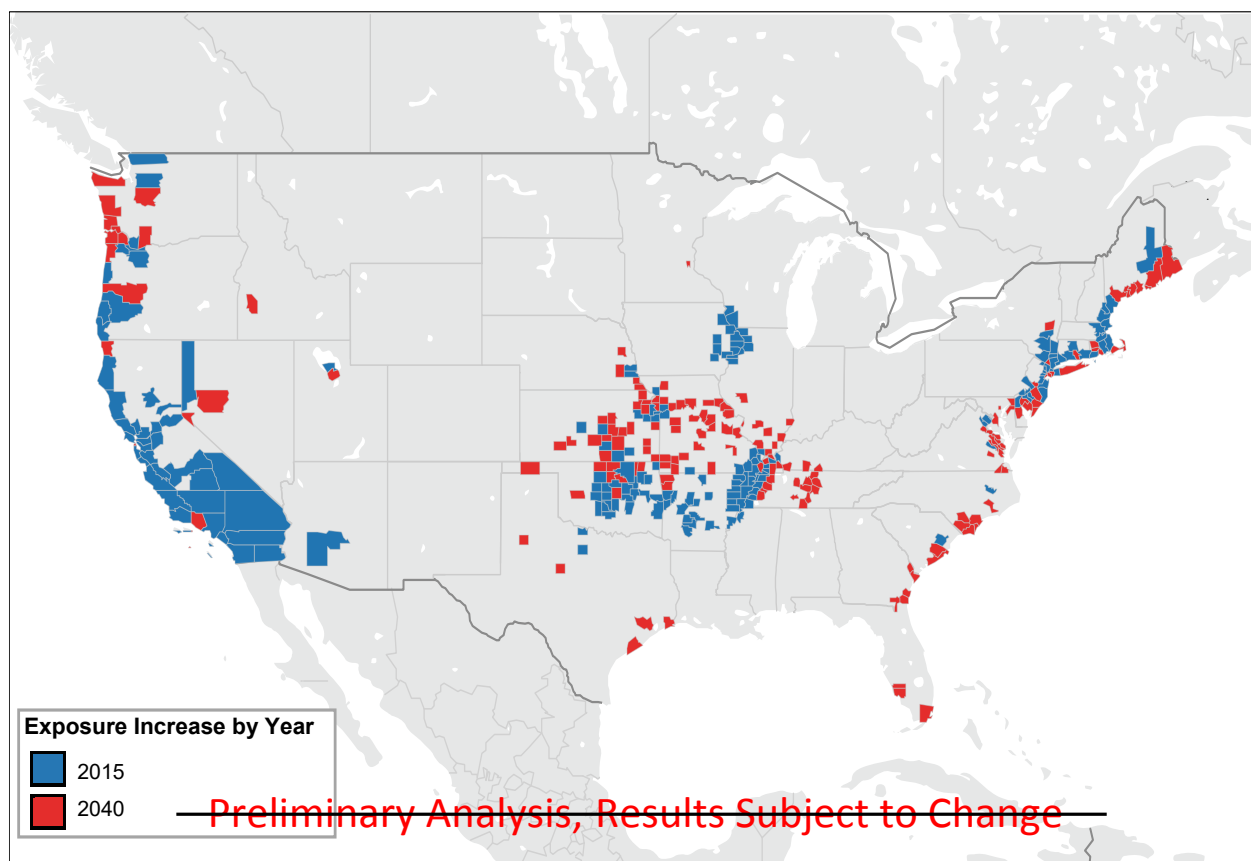 Exposure Increase by Year
2015
2040
Preliminary Analysis, Results Subject to Change